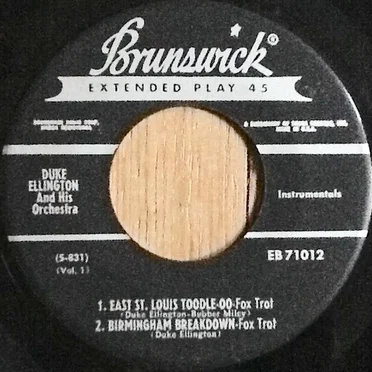 Brunswick®
EXTENDED PLAY 45
DUKE
ELLINGTON
And His
Orchestra
Instrumentals
(5-831)
(Vol. 1)
EB 71012
1. EAST ST. LOUIS TOODLE-OO-Fox Trot
(Duke Ellington-Bubber Miley)
2. BIRMINGHAM BREAKDOWN-Fox Trot
(Duke Ellington)